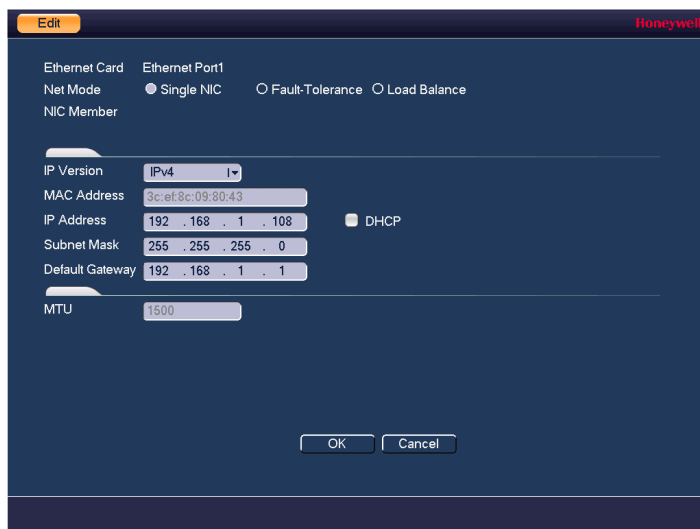 Edit
Honeywell
Ethernet Card Ethernet Port1
Net Mode Single NIC Fault-Tolerance Load Balance
NIC Member
IP Version IPv4
MAC Address 3c:ef:8c:09:80:43
IP Address 192 . 168 . 1 . 108 DHCP
Subnet Mask 255 . 255 . 255 . 0
Default Gateway 192 . 168 . 1 . 1
MTU 1500
OK Cancel